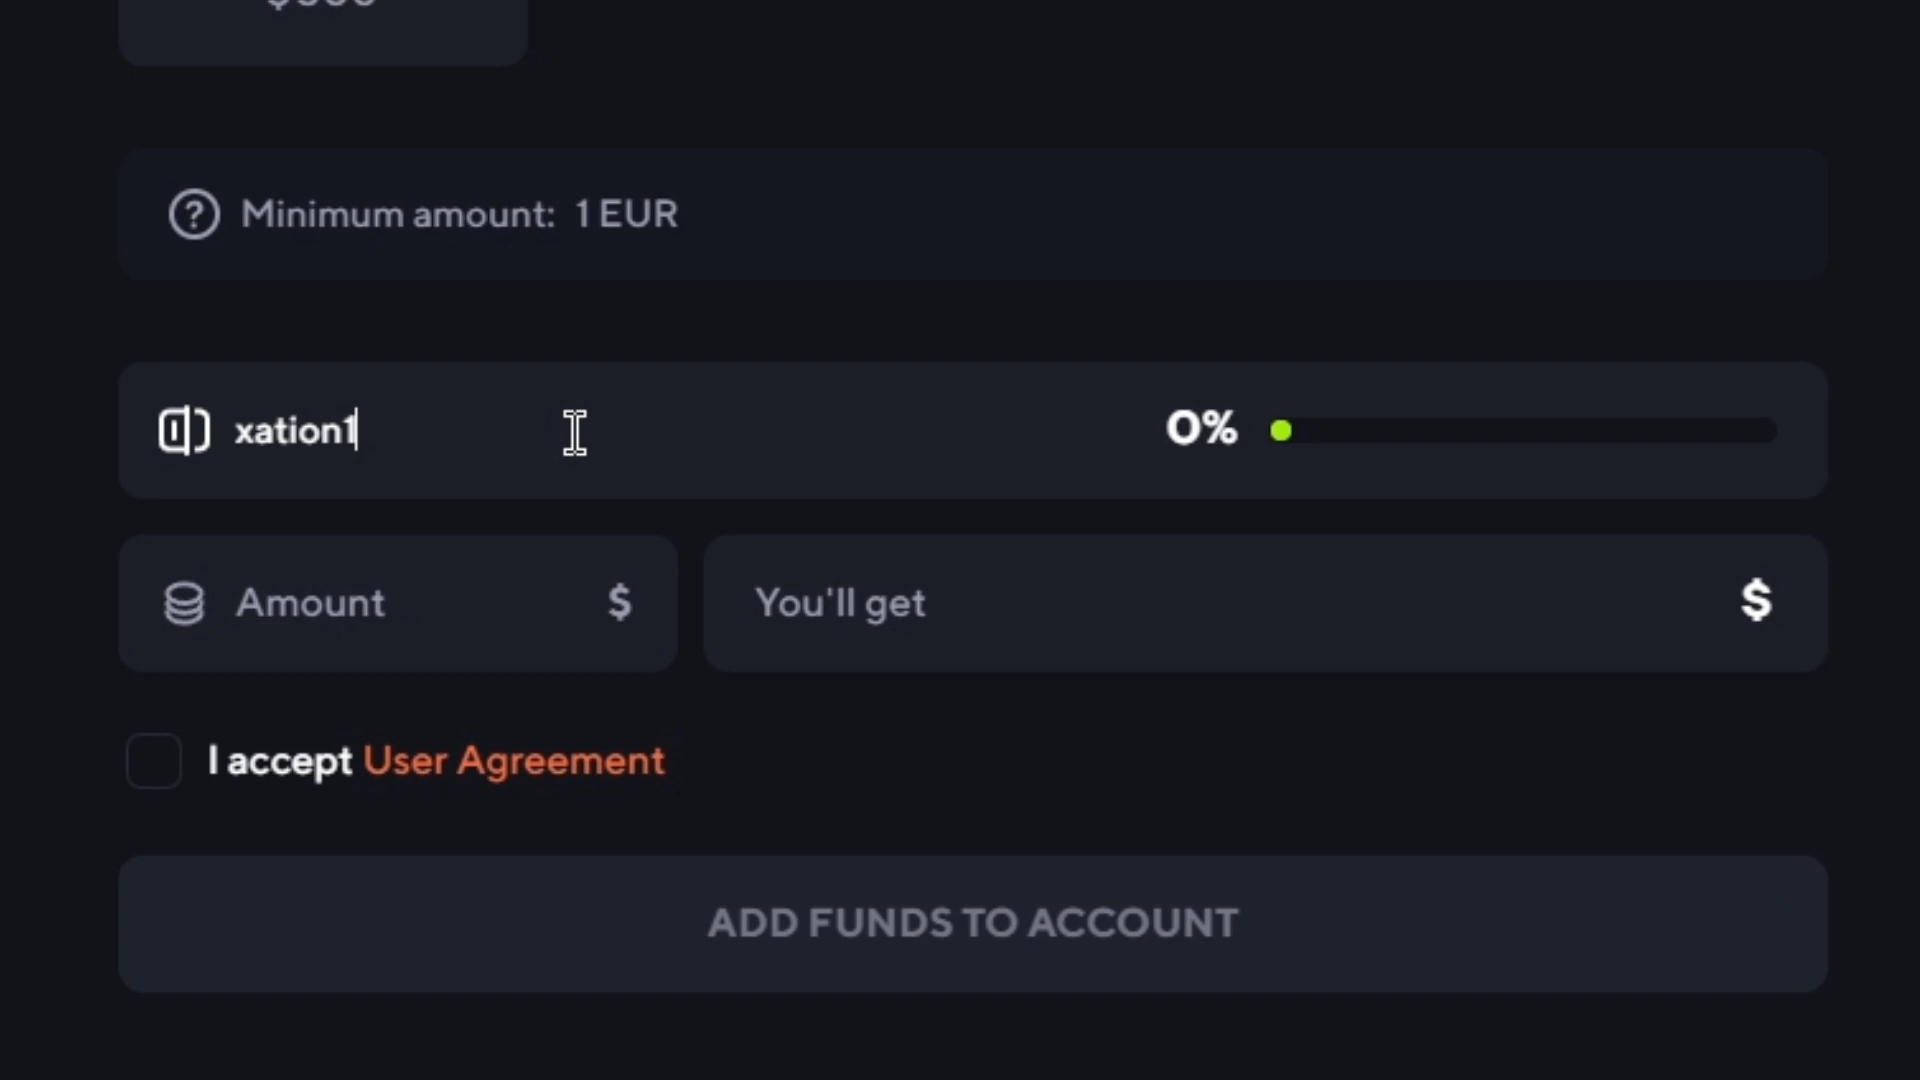 Minimum amount: 1 EUR
xation1
0%
Amount $
You'll get $
I accept User Agreement
ADD FUNDS TO ACCOUNT